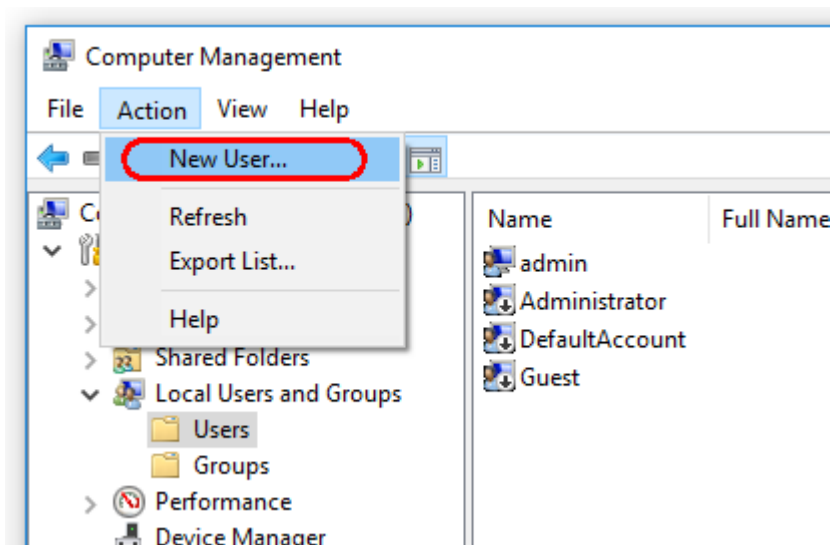 Computer Management
File Action View Help
New User...
Refresh
Export List...
Help
Shared Folders
Local Users and Groups
Users
Groups
Performance
Device Manager
Name Full Name
admin
Administrator
DefaultAccount
Guest